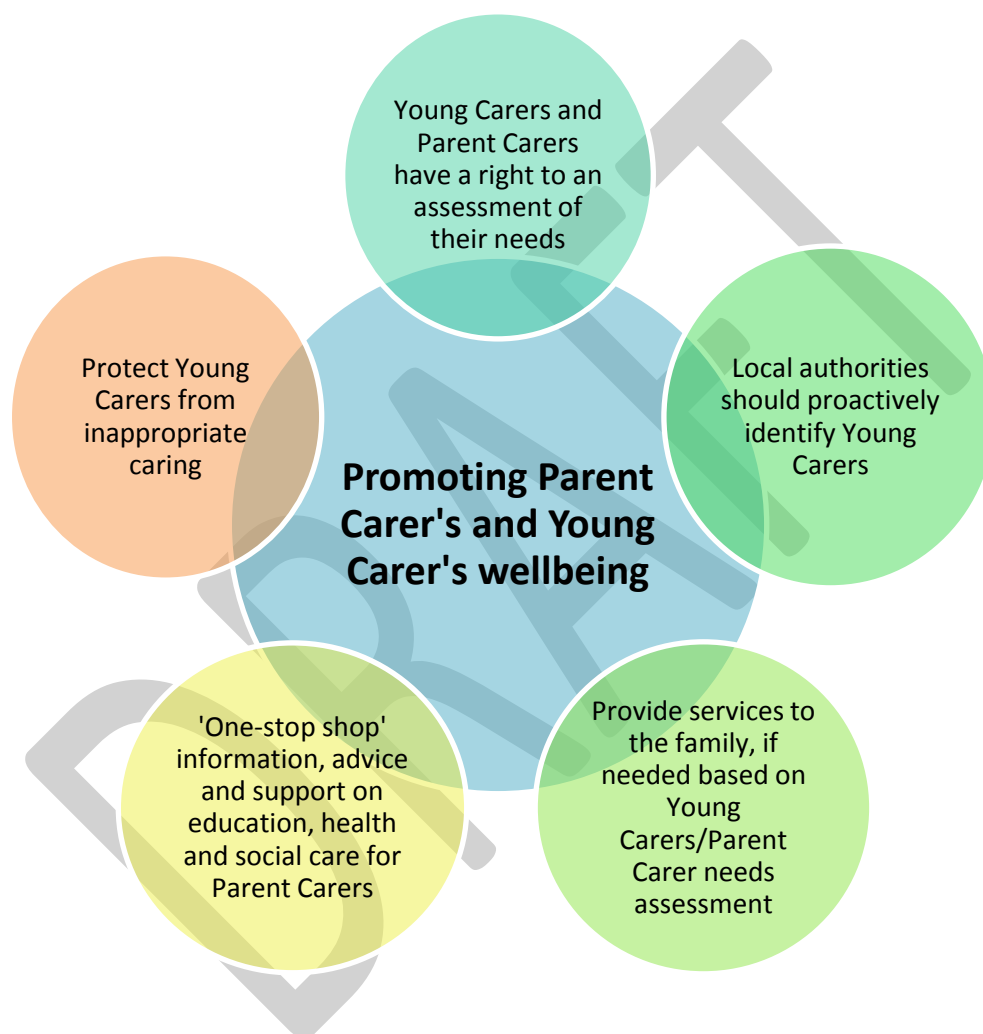 Young Carers and
Parent Carers
have a right to an
assessment of
their needs
Local authorities
should proactively
identify Young
Carers
Provide services to
the family, if
needed based on
Young
Carers/Parent
Carer needs
assessment
'One-stop shop'
information, advice
and support on
education, health
and social care for
Parent Carers
Protect Young
Carers from
inappropriate
caring
Promoting Parent
Carer's and Young
Carer's wellbeing
DRAFT